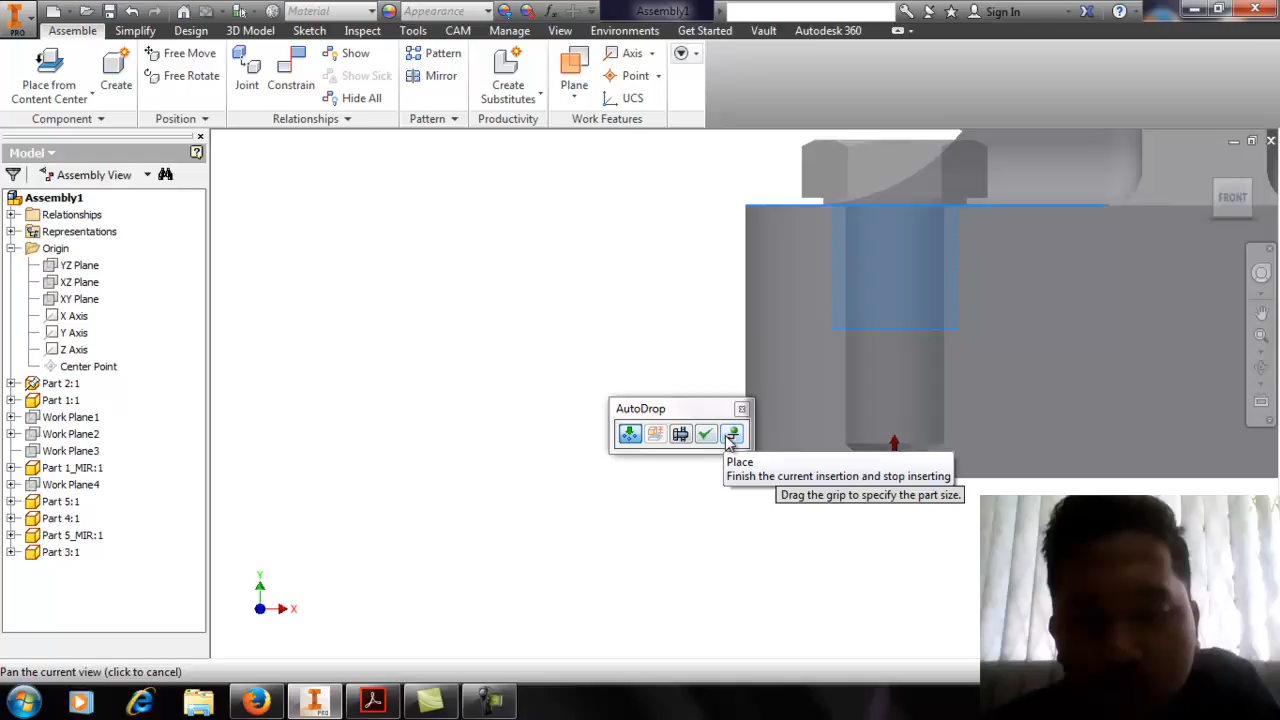 Material
Appearance
Assembly1
Sign In
PRO
Assemble Simplify Design 3D Model Sketch Inspect Tools CAM Manage View Environments Get Started Vault Autodesk 360
Place from
Content Center
Create
Free Move
Free Rotate
Joint
Constrain
Show
Show Sick
Hide All
Pattern
Mirror
Create
Substitutes
Plane
Axis
Point
UCS
Component
Position
Relationships
Pattern
Productivity
Work Features
Model
Assembly View
Assembly1
Relationships
Representations
Origin
YZ Plane
XZ Plane
XY Plane
X Axis
Y Axis
Z Axis
Center Point
Part 2:1
Part 1:1
Work Plane1
Work Plane2
Work Plane3
Part 1_MIR:1
Work Plane4
Part 5:1
Part 4:1
Part 5_MIR:1
Part 3:1
FRONT
AutoDrop
Place
Finish the current insertion and stop inserting
Drag the grip to specify the part size.
Y
X
Pan the current view (click to cancel)
PRO